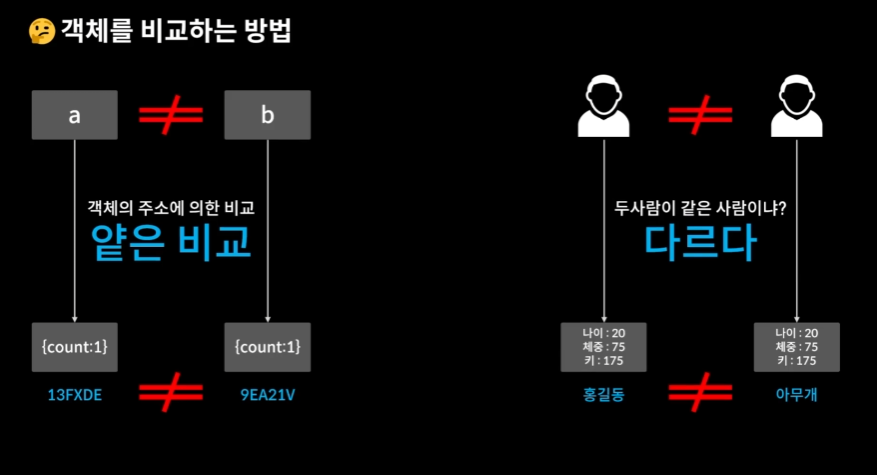 🤔 객체를 비교하는 방법
a ≠ b
객체의 주소에 의한 비교
얕은 비교
{count:1} {count:1}
13FXDE ≠ 9EA21V
≠
두사람이 같은 사람이냐?
다르다
나이 : 20
체중 : 75
키 : 175
나이 : 20
체중 : 75
키 : 175
홍길동 ≠ 아무개